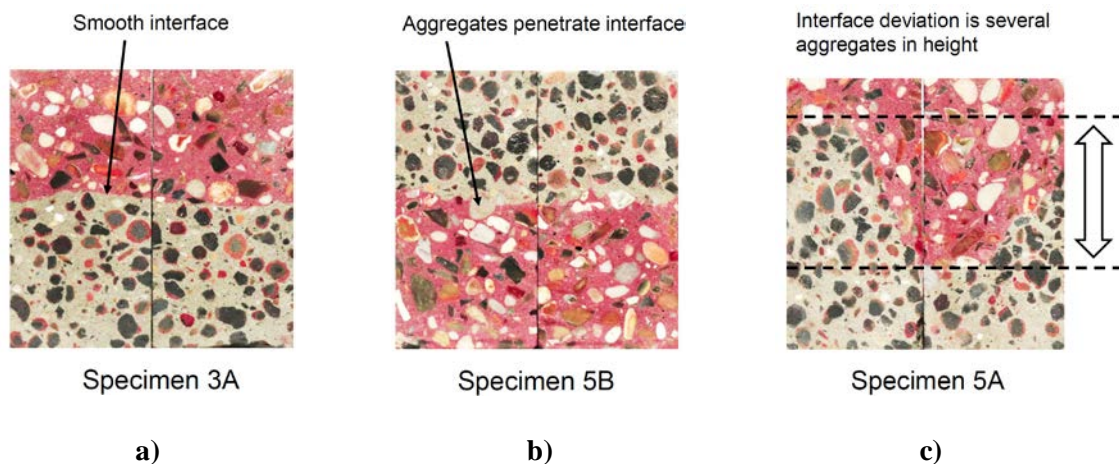 Smooth interface
Aggregates penetrate interface
Interface deviation is several
aggregates in height
Specimen 3A
Specimen 5B
Specimen 5A
a)
b)
c)